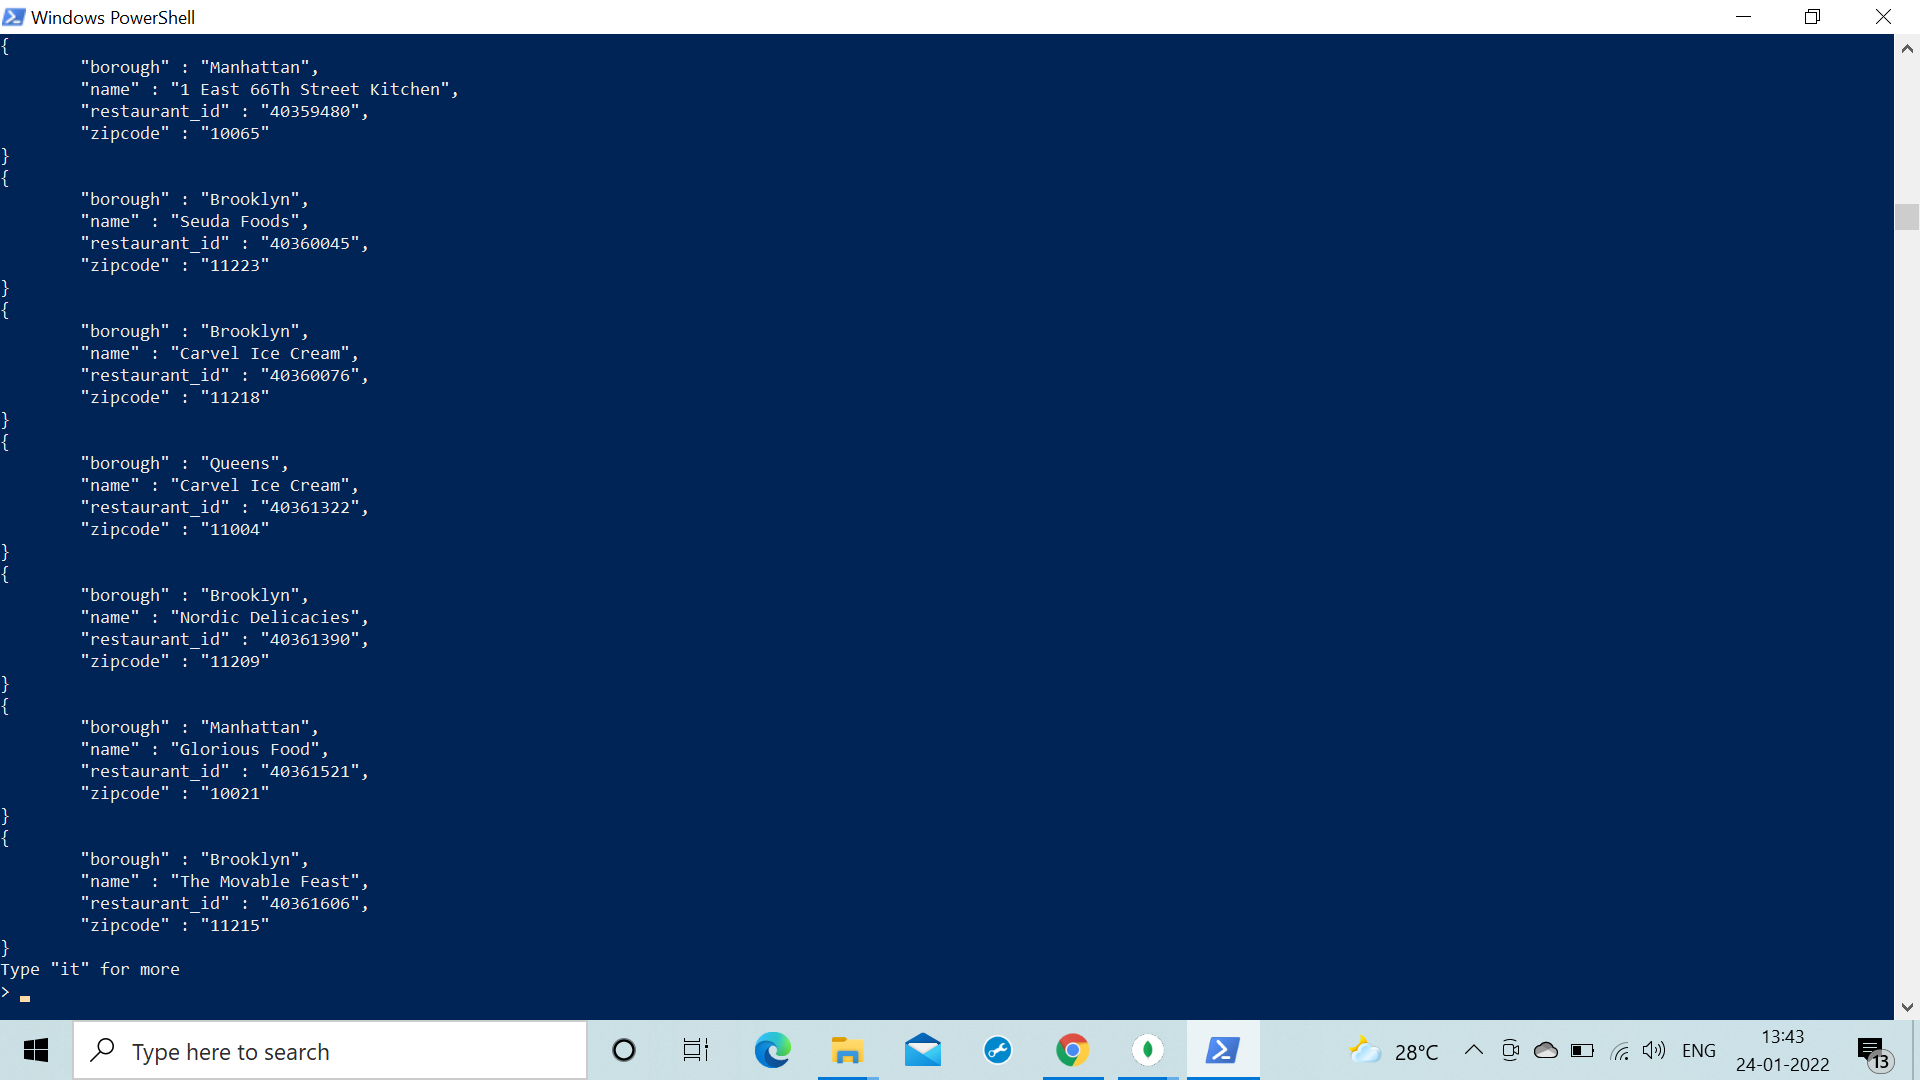 Windows PowerShell
{
"borough" : "Manhattan",
"name" : "1 East 66Th Street Kitchen",
"restaurant_id" : "40359480",
"zipcode" : "10065"
}
{
"borough" : "Brooklyn",
"name" : "Seuda Foods",
"restaurant_id" : "40360045",
"zipcode" : "11223"
}
{
"borough" : "Brooklyn",
"name" : "Carvel Ice Cream",
"restaurant_id" : "40360076",
"zipcode" : "11218"
}
{
"borough" : "Queens",
"name" : "Carvel Ice Cream",
"restaurant_id" : "40361322",
"zipcode" : "11004"
}
{
"borough" : "Brooklyn",
"name" : "Nordic Delicacies",
"restaurant_id" : "40361390",
"zipcode" : "11209"
}
{
"borough" : "Manhattan",
"name" : "Glorious Food",
"restaurant_id" : "40361521",
"zipcode" : "10021"
}
{
"borough" : "Brooklyn",
"name" : "The Movable Feast",
"restaurant_id" : "40361606",
"zipcode" : "11215"
}
Type "it" for more
>
Type here to search
28°C
ENG
13:43
24-01-2022
13